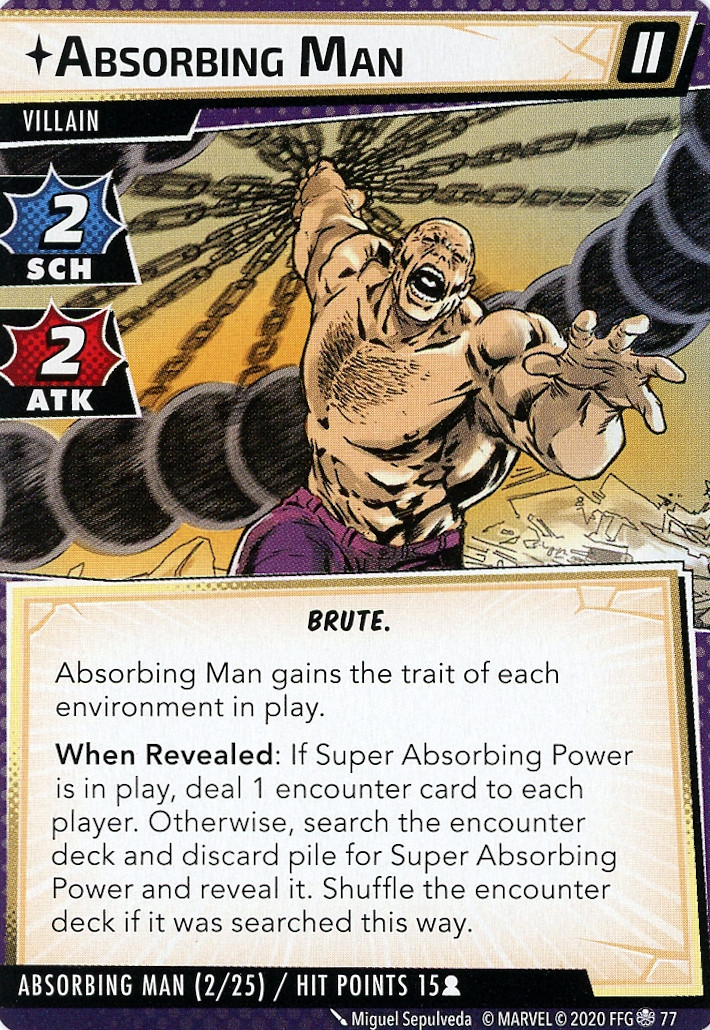 ABSORBING MAN
II
VILLAIN
2
SCH
2
ATK
BRUTE.
Absorbing Man gains the trait of each
environment in play.
When Revealed: If Super Absorbing Power
is in play, deal 1 encounter card to each
player. Otherwise, search the encounter
deck and discard pile for Super Absorbing
Power and reveal it. Shuffle the encounter
deck if it was searched this way.
ABSORBING MAN (2/25) / HIT POINTS 15
Miguel Sepulveda © MARVEL © 2020 FFG 77